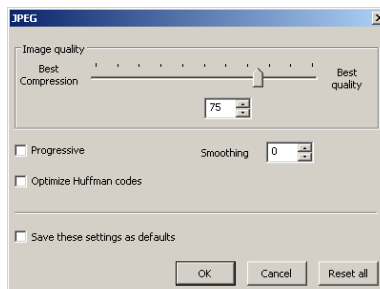 JPEG
Image quality
Best Compression
Best quality
75
Progressive
Smoothing 0
Optimize Huffman codes
Save these settings as defaults
OK Cancel Reset all